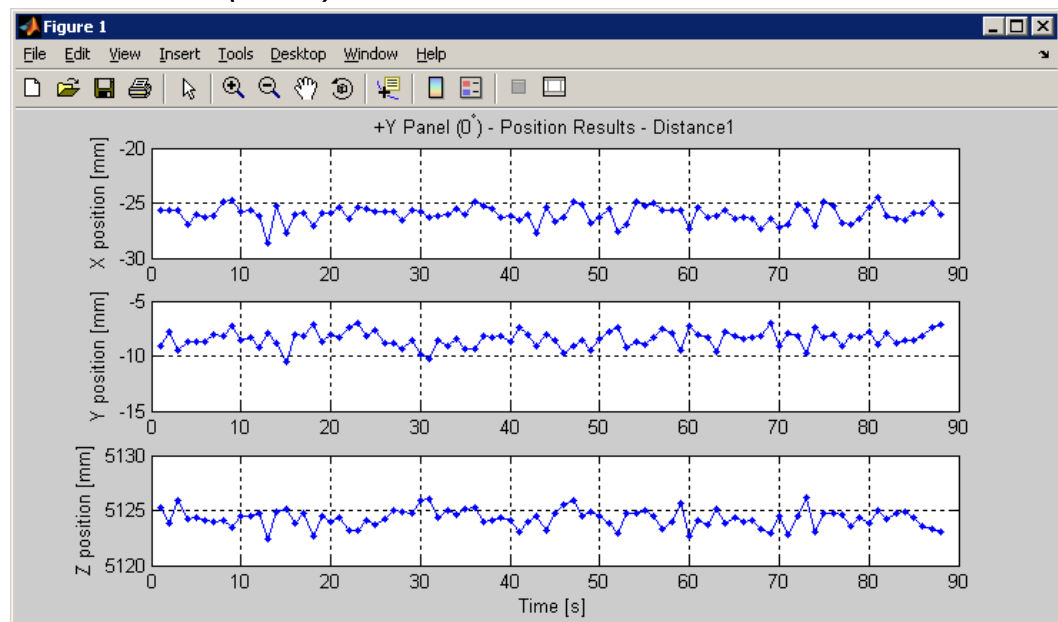 Figure 1
File Edit View Insert Tools Desktop Window Help
+Y Panel (0°) - Position Results - Distance1
X position [mm]
-20
-25
-30
0 10 20 30 40 50 60 70 80 90
Y position [mm]
-5
-10
-15
0 10 20 30 40 50 60 70 80 90
Z position [mm]
5130
5125
5120
0 10 20 30 40 50 60 70 80 90
Time [s]